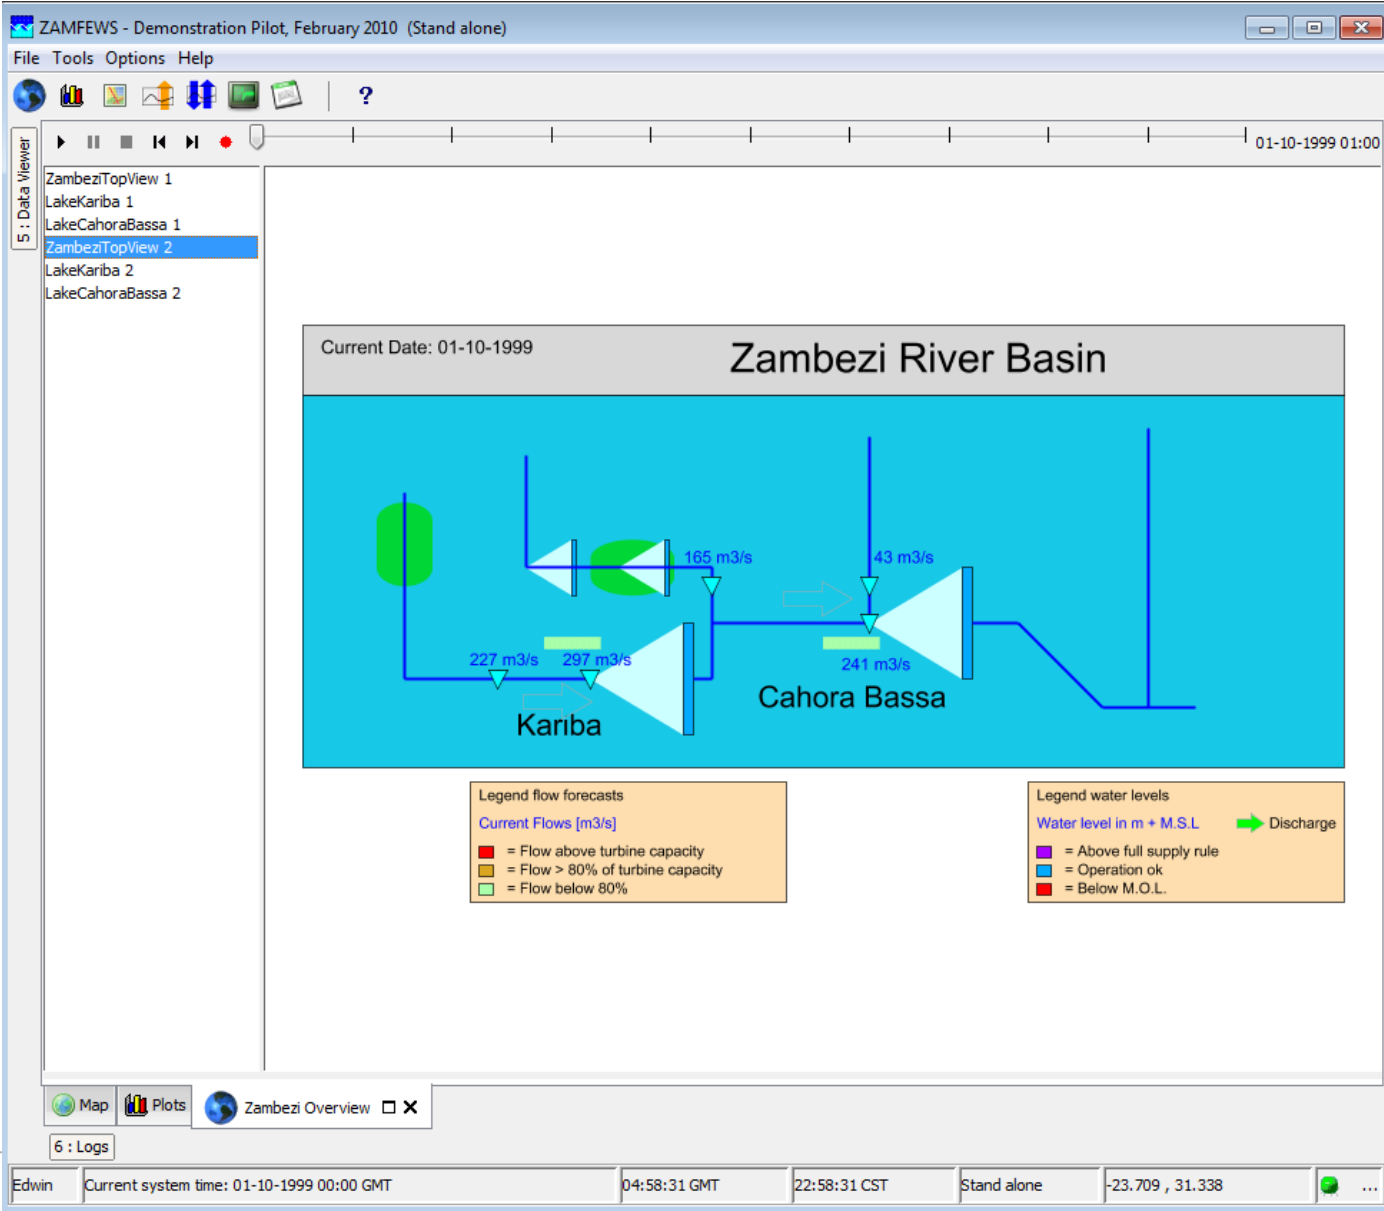 ZAMFEWS - Demonstration Pilot, February 2010 (Stand alone)
File Tools Options Help
?
5 : Data Viewer
01-10-1999 01:00
ZambeziTopView 1
LakeKariba 1
LakeCahoraBassa 1
ZambeziTopView 2
LakeKariba 2
LakeCahoraBassa 2
Current Date: 01-10-1999
Zambezi River Basin
165 m3/s
43 m3/s
227 m3/s
297 m3/s
241 m3/s
Cahora Bassa
Kariba
Legend flow forecasts
Current Flows [m3/s]
= Flow above turbine capacity
= Flow > 80% of turbine capacity
= Flow below 80%
Legend water levels
Water level in m + M.S.L
Discharge
= Above full supply rule
= Operation ok
= Below M.O.L.
Map
Plots
Zambezi Overview
6 : Logs
Edwin
Current system time: 01-10-1999 00:00 GMT
04:58:31 GMT
22:58:31 CST
Stand alone
-23.709 , 31.338
...